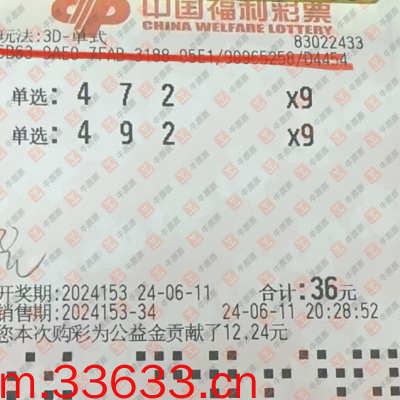 中国福利彩票
CHINA WELFARE LOTTERY
玩法:3D-单式 83022433
单选: 4 7 2 x9
单选: 4 9 2 x9
开奖期:2024153 24-06-11 合计:36元
销售期:2024153-34 24-06-11 20:28:52
您本次购彩为公益金贡献了12.24元
m.33633.cn